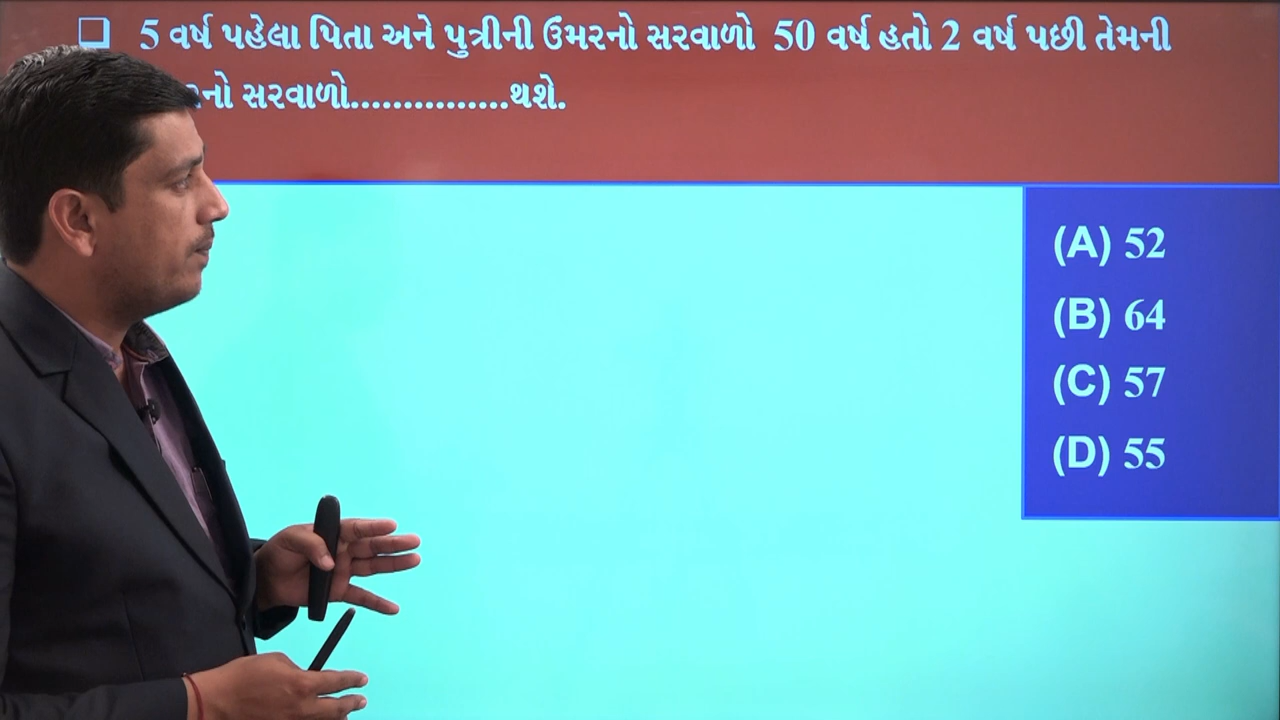 5 વર્ષ પહેલા પિતા અને પુત્રીની ઉંમરનો સરવાળો 50 વર્ષ હતો 2 વર્ષ પછી તેમની
સરવાળો...............થશે.
(A) 52
(B) 64
(C) 57
(D) 55